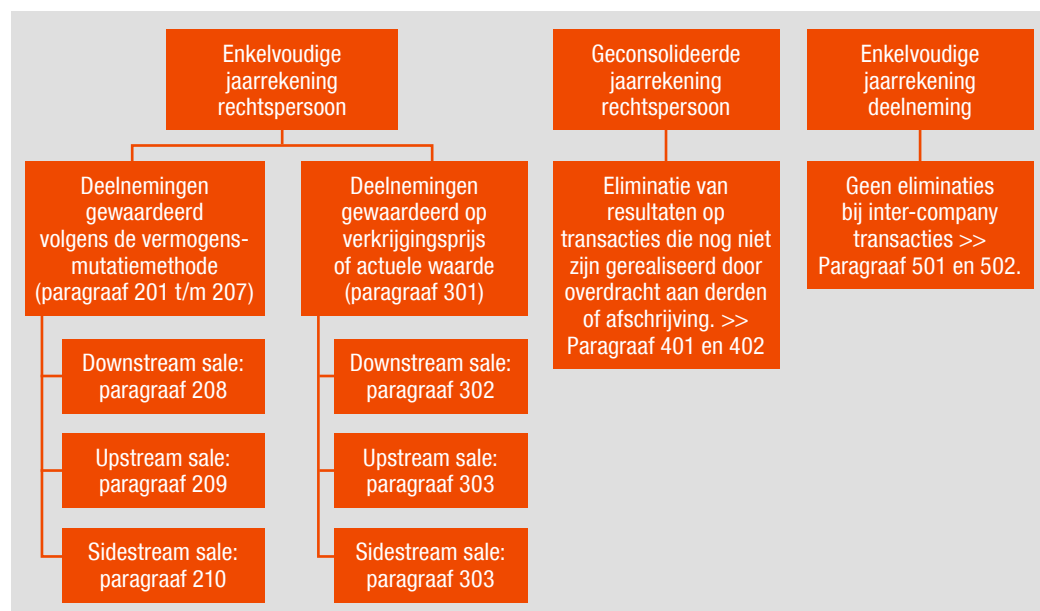 Enkelvoudige
jaarrekening
rechtspersoon
Geconsolideerde
jaarrekening
rechtspersoon
Enkelvoudige
jaarrekening
deelneming
Deelnemingen
gewaardeerd
volgens de vermogens-
mutatiemethode
(paragraaf 201 t/m 207)
Deelnemingen
gewaardeerd op
verkrijgingsprijs
of actuele waarde
(paragraaf 301)
Eliminatie van
resultaten op
transacties die nog niet
zijn gerealiseerd door
overdracht aan derden
of afschrijving. >>
Paragraaf 401 en 402
Geen eliminaties
bij inter-company
transacties >>
Paragraaf 501 en 502.
Downstream sale:
paragraaf 208
Downstream sale:
paragraaf 302
Upstream sale:
paragraaf 209
Upstream sale:
paragraaf 303
Sidestream sale:
paragraaf 210
Sidestream sale:
paragraaf 303